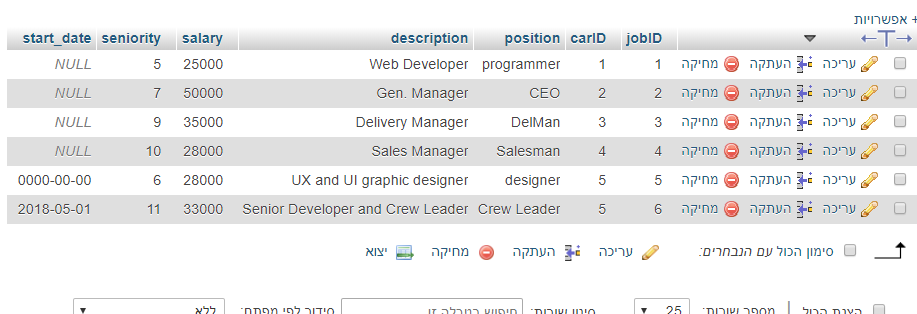 + אפשרויות
jobID carID position description salary seniority start_date
עריכה העתקה מחיקה 1 1 programmer Web Developer 25000 5 NULL
עריכה העתקה מחיקה 2 2 CEO Gen. Manager 50000 7 NULL
עריכה העתקה מחיקה 3 3 DelMan Delivery Manager 35000 9 NULL
עריכה העתקה מחיקה 4 4 Salesman Sales Manager 28000 10 NULL
עריכה העתקה מחיקה 5 5 designer UX and UI graphic designer 28000 6 0000-00-00
עריכה העתקה מחיקה 6 5 Crew Leader Senior Developer and Crew Leader 33000 11 2018-05-01
סימון הכול עם הנבחרים: עריכה העתקה מחיקה יצוא
הצגת הכול מספר שורות: 25 סינון שורות: חיפוש בטבלה זו סידור לפי מפתח: ללא